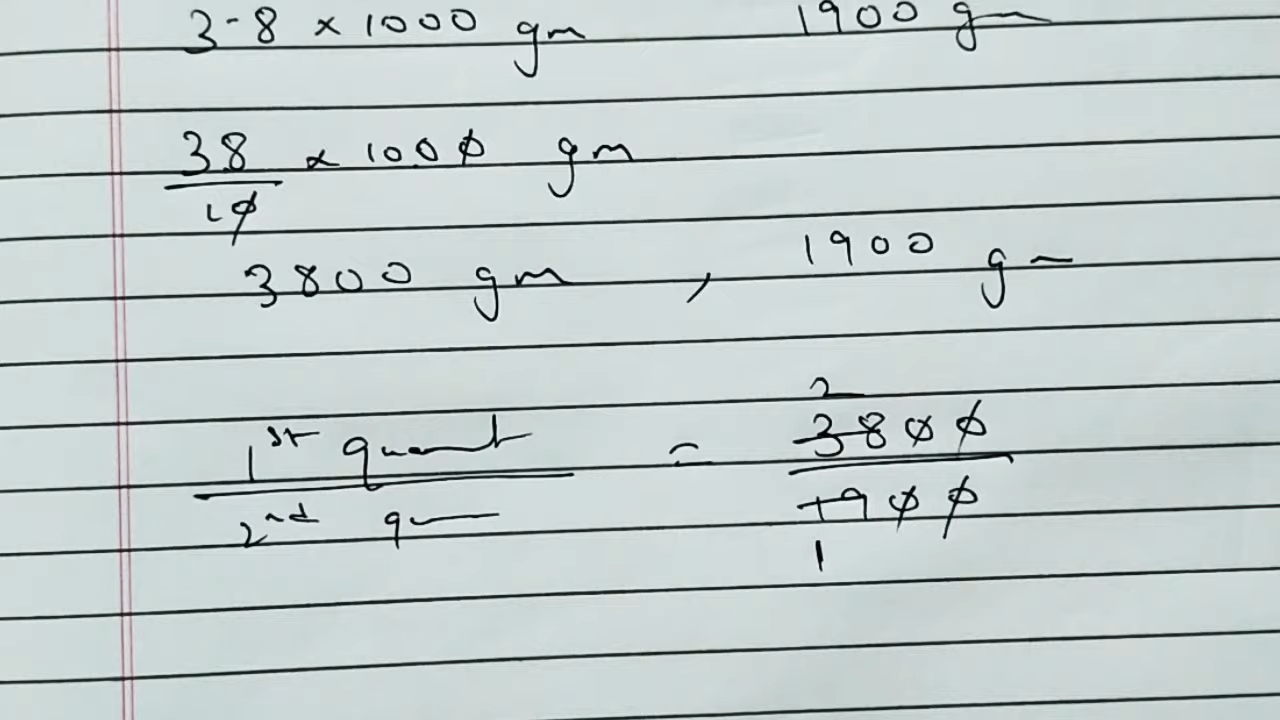 3.8 x 1000 gm 1900 gm
38 x 1000 gm
10
3800 gm , 1900 gm
2
1st quant = 3800
2nd qu 1900
1